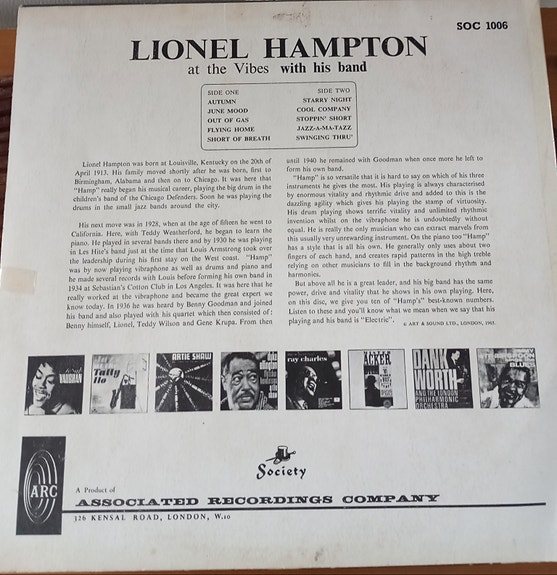 SOC 1006
LIONEL HAMPTON
at the Vibes with his band
SIDE ONE
AUTUMN
JUNE MOOD
OUT OF GAS
FLYING HOME
SHORT OF BREATH
SIDE TWO
STARRY NIGHT
COOL COMPANY
STOPPIN' SHORT
JAZZ-A-MA-TAZZ
SWINGING THRU'
Lionel Hampton was born at Louisville, Kentucky on the 20th of
April 1913. His family moved shortly after he was born, first to
Birmingham, Alabama and then on to Chicago. It was here that
"Hamp" really began his musical career, playing the big drum in the
children's band of the Chicago Defenders. Soon he was playing the
drums in the small jazz bands around the city.
His next move was in 1928, when at the age of fifteen he went to
California. Here, with Teddy Weatherford, he began to learn the
piano. He played in several bands there and by 1930 he was playing
in Les Hite's band just at the time that Louis Armstrong took over
the leadership during his first stay on the West coast. "Hamp"
was by now playing vibraphone as well as drums and piano and
he made several records with Louis before forming his own band in
1934 at Sebastian's Cotton Club in Los Angeles. It was here that he
really worked at the vibraphone and became the great expert we
know today. In 1936 he was heard by Benny Goodman and joined
his band and also played with his quartet which then consisted of:
Benny himself, Lionel, Teddy Wilson and Gene Krupa. From then
until 1940 he remained with Goodman when once more he left to
form his own band.
"Hamp" is so versatile that it is hard to say on which of his three
instruments he gives the most. His playing is always characterised
by enormous vitality and rhythmic drive and added to this is the
dazzling agility which gives his playing the stamp of virtuosity.
His drum playing shows terrific vitality and unlimited rhythmic
invention whilst on the vibraphone he is undoubtedly without
equal. He is really the only musician who can extract marvels from
this usually very unrewarding instrument. On the piano too "Hamp"
has a style that is all his own. He generally only uses about two
fingers of each hand, and creates rapid patterns in the high treble
relying on other musicians to fill in the background rhythm and
harmonies.
But above all he is a great leader, and his big band has the same
power, drive and vitality that he shows in his own playing. Here,
on this disc, we give you ten of "Hamp's" best-known numbers.
Listen to these and you'll know what we mean when we say that his
playing and his band is "Electric".
© ART & SOUND LTD., LONDON, 1965.
VAUGHAN
Tally
Ho
ARTIE SHAW
ray charles
ACKER
DANK
WORTH
AND THE LONDON
PHILHARMONIC
ORCHESTRA
BLUES
Society
ARC
A Product of
ASSOCIATED RECORDINGS COMPANY
326 KENSAL ROAD, LONDON, W.10